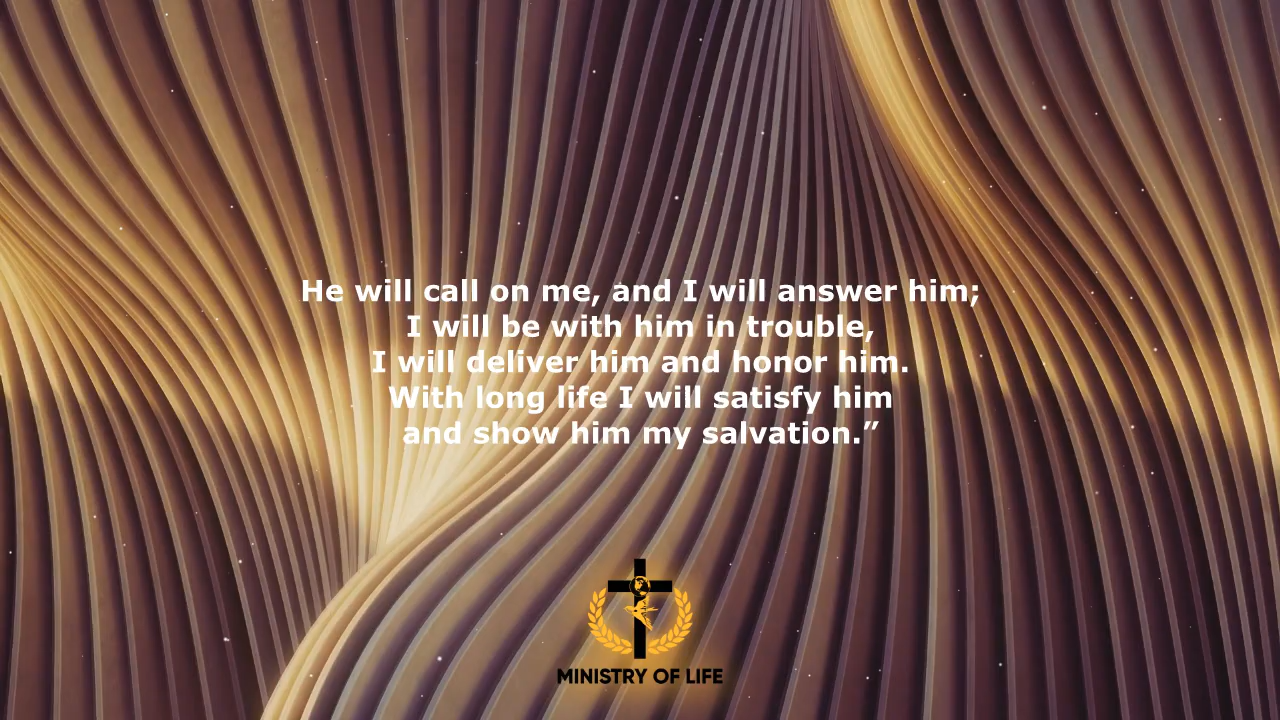 He will call on me, and I will answer him;
I will be with him in trouble,
I will deliver him and honor him.
With long life I will satisfy him
and show him my salvation.”
MINISTRY OF LIFE